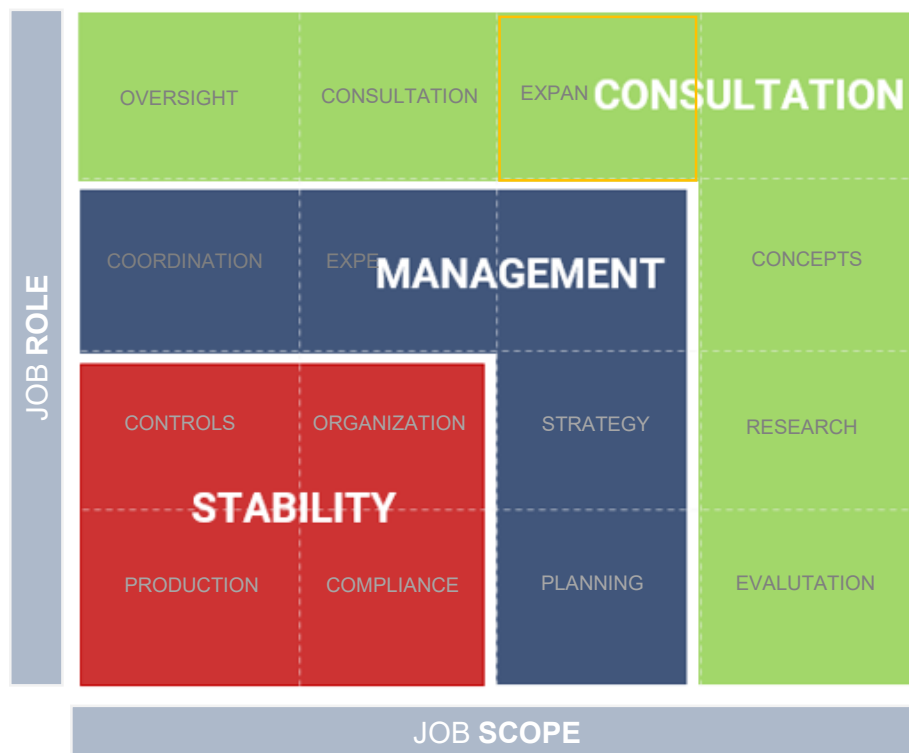 OVERSIGHT
CONSULTATION
EXPAN
CONSULTATION
COORDINATION
EXPE
MANAGEMENT
CONCEPTS
JOB ROLE
CONTROLS
ORGANIZATION
STRATEGY
RESEARCH
STABILITY
PRODUCTION
COMPLIANCE
PLANNING
EVALUTATION
JOB SCOPE